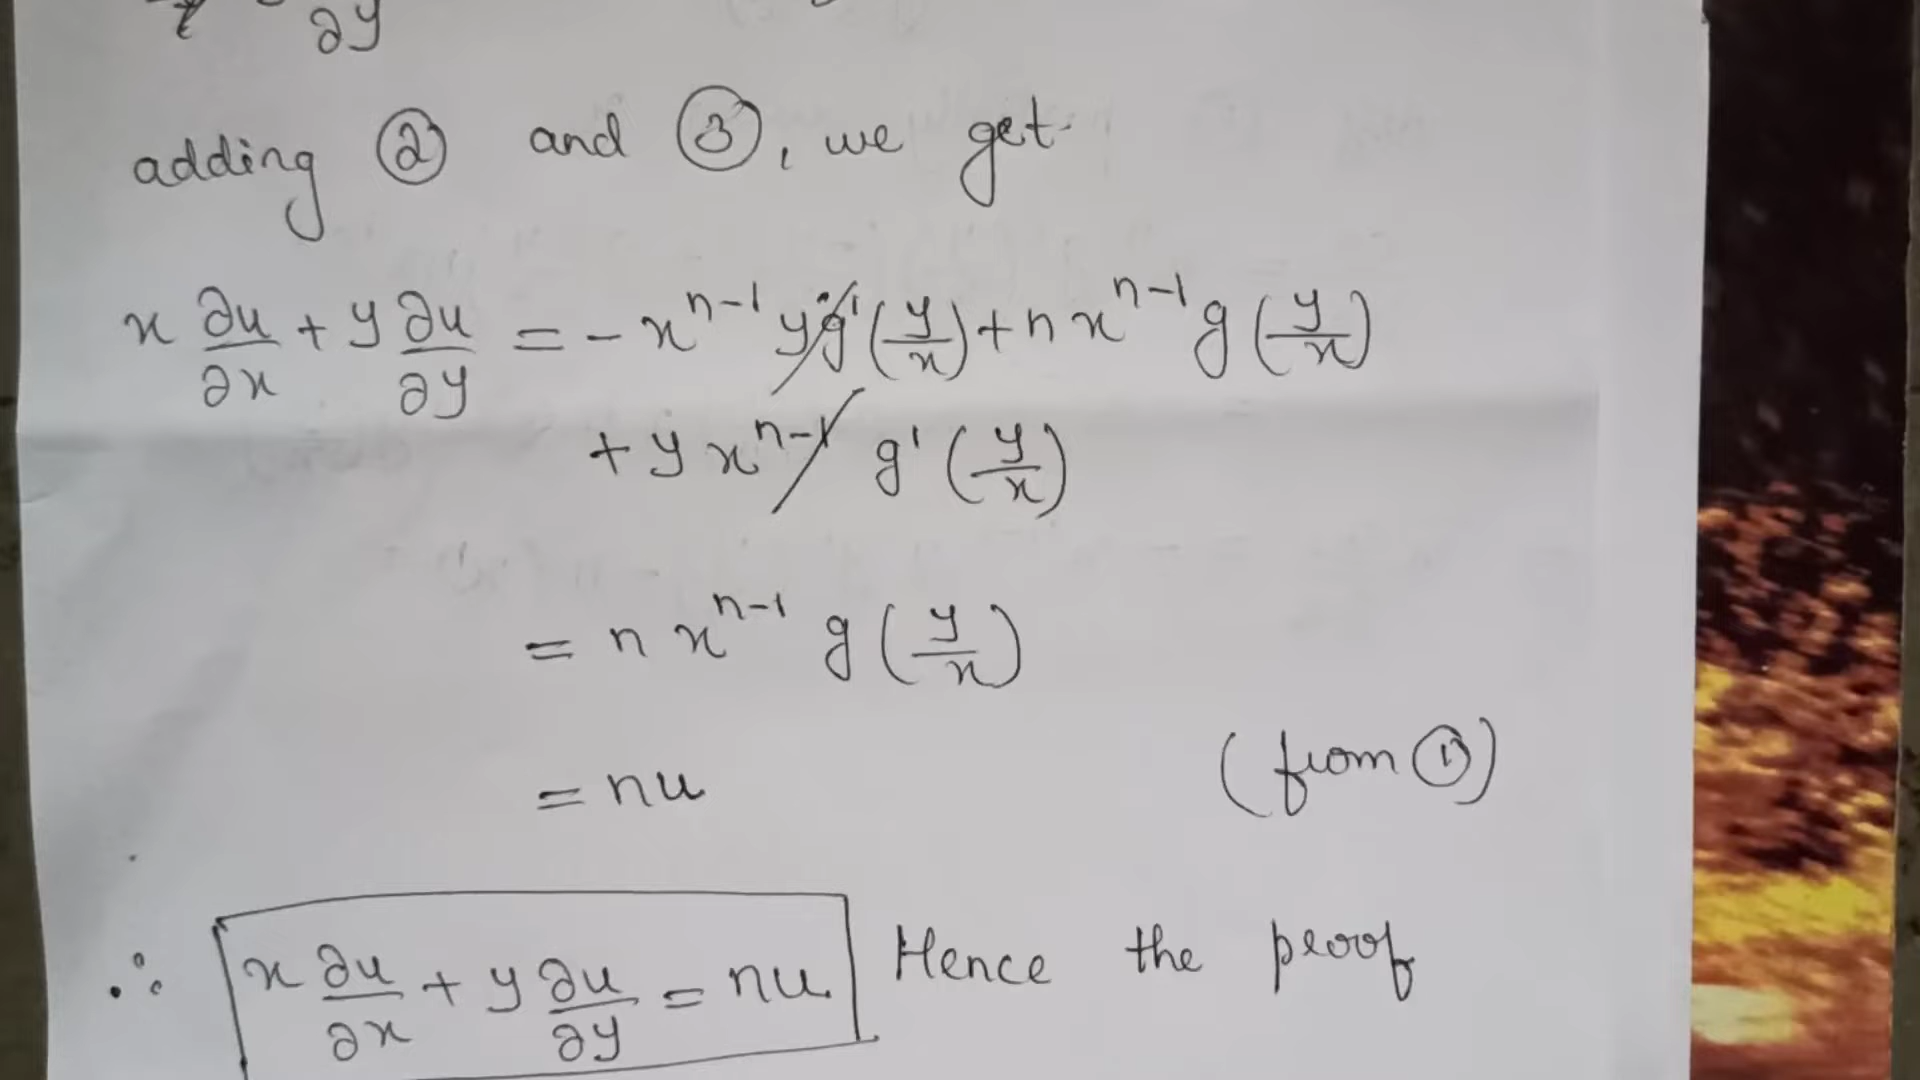 ∂y
adding ② and ③, we get
x ∂u/∂x + y ∂u/∂y = - x^{n-1} y g' (y/x) + n x^{n-1} g (y/x)
+ y x^{n-1} g' (y/x)
= n x^{n-1} g (y/x)
= nu (from ①)
∴ x ∂u/∂x + y ∂u/∂y = nu. Hence the proof